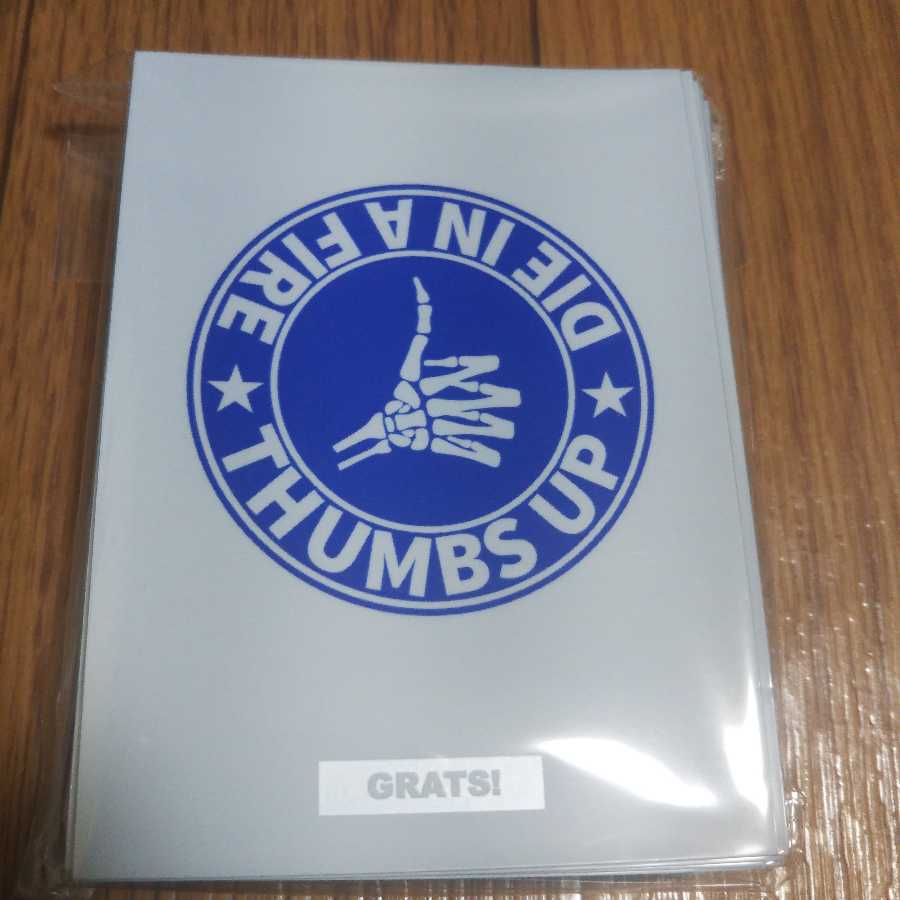 DIE IN A FIRE
THUMBS UP
GRATS!